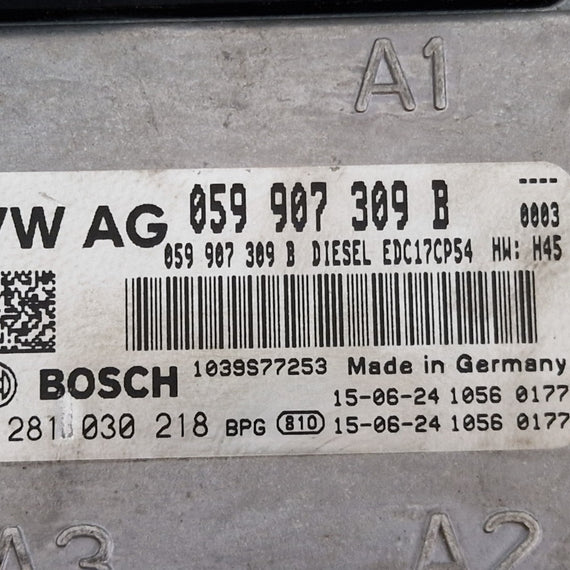 A1
VW AG 059 907 309 B ----
0003
059 907 309 B DIESEL EDC17CP54 HW: H45
BOSCH 1039S77253 Made in Germany
15-06-24 1056 0177
281 030 218 BPG 810 15-06-24 1056 0177
A3 A2